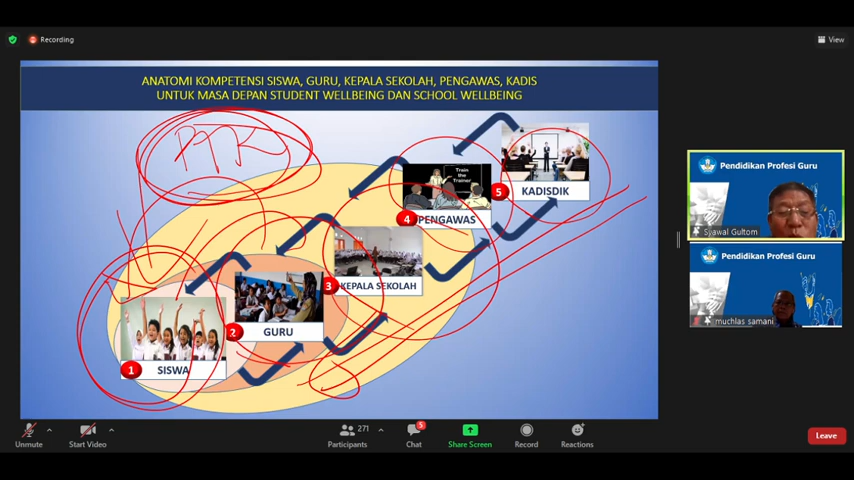 Recording
View
ANATOMI KOMPETENSI SISWA, GURU, KEPALA SEKOLAH, PENGAWAS, KADIS
UNTUK MASA DEPAN STUDENT WELLBEING DAN SCHOOL WELLBEING
PTK
Train
the
Trainer
5 KADISDIK
4 PENGAWAS
3 KEPALA SEKOLAH
2 GURU
1 SISWA
Pendidikan Profesi Guru
Syawal Gultom
Pendidikan Profesi Guru
muchlas samani
Unmute
Start Video
Participants 271
Chat 5
Share Screen
Record
Reactions
Leave